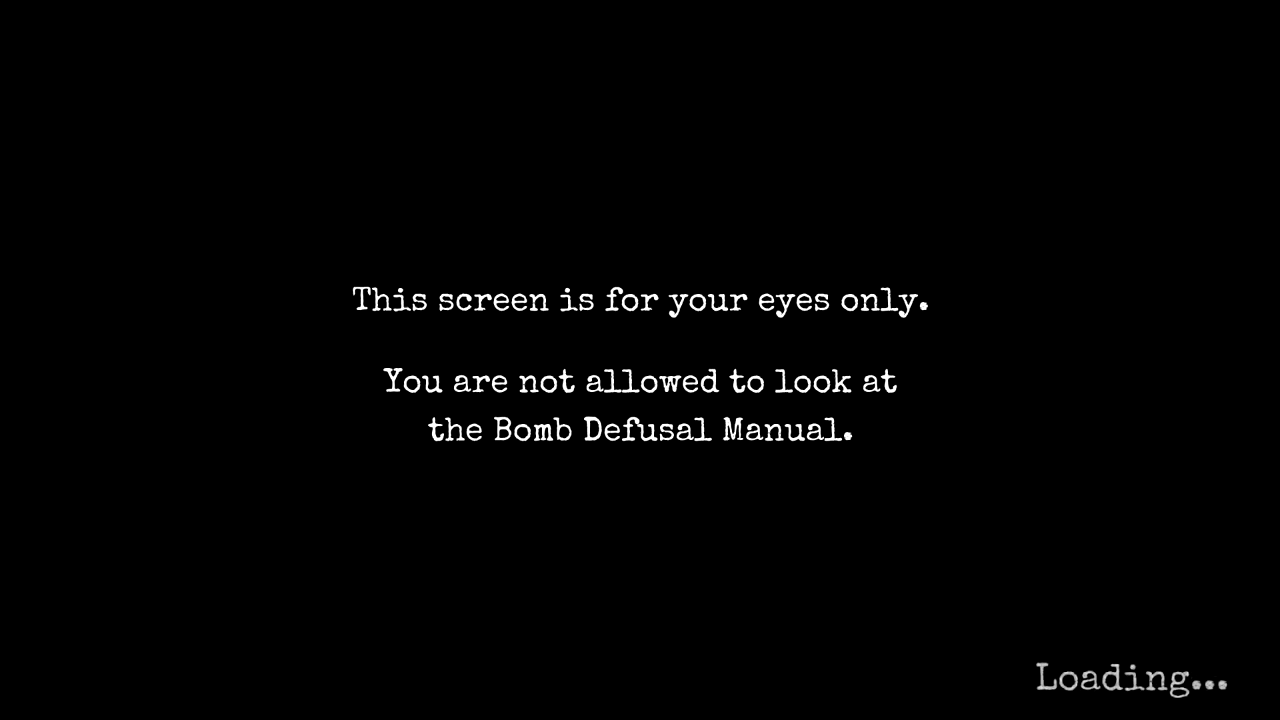 This screen is for your eyes only.
You are not allowed to look at
the Bomb Defusal Manual.
Loading...